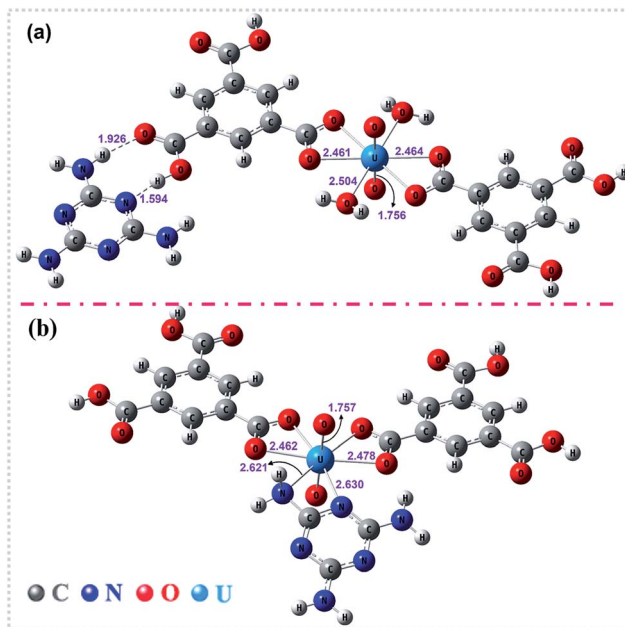 (a)
H
O O
C
C
H C C H
O O H H
1.926 O C C C C O O H
H C O C 2.461 U 2.464 O C O H
H N O H 2.504 O C C C
H 1.594 O 1.756 O C C C H
N C N O H C C
N C H H H C
H N C N C N H O C O
H H H
(b)
H
O O H
C O C O
H C H 1.757 C
H O C C O O O H C H
C C C C U C C C O H
O H C O 2.462 2.478 O H C C
2.621 O
H N 2.630 N
H O
C C N H
N N H
C
N H
H
C N O U